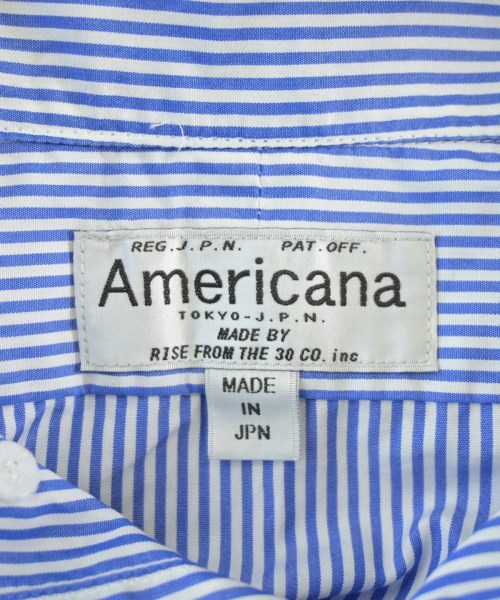 REG.J.P.N. PAT.OFF.
Americana
TOKYO-J.P.N.
MADE BY
RISE FROM THE 30 CO. inc
MADE
IN
JPN